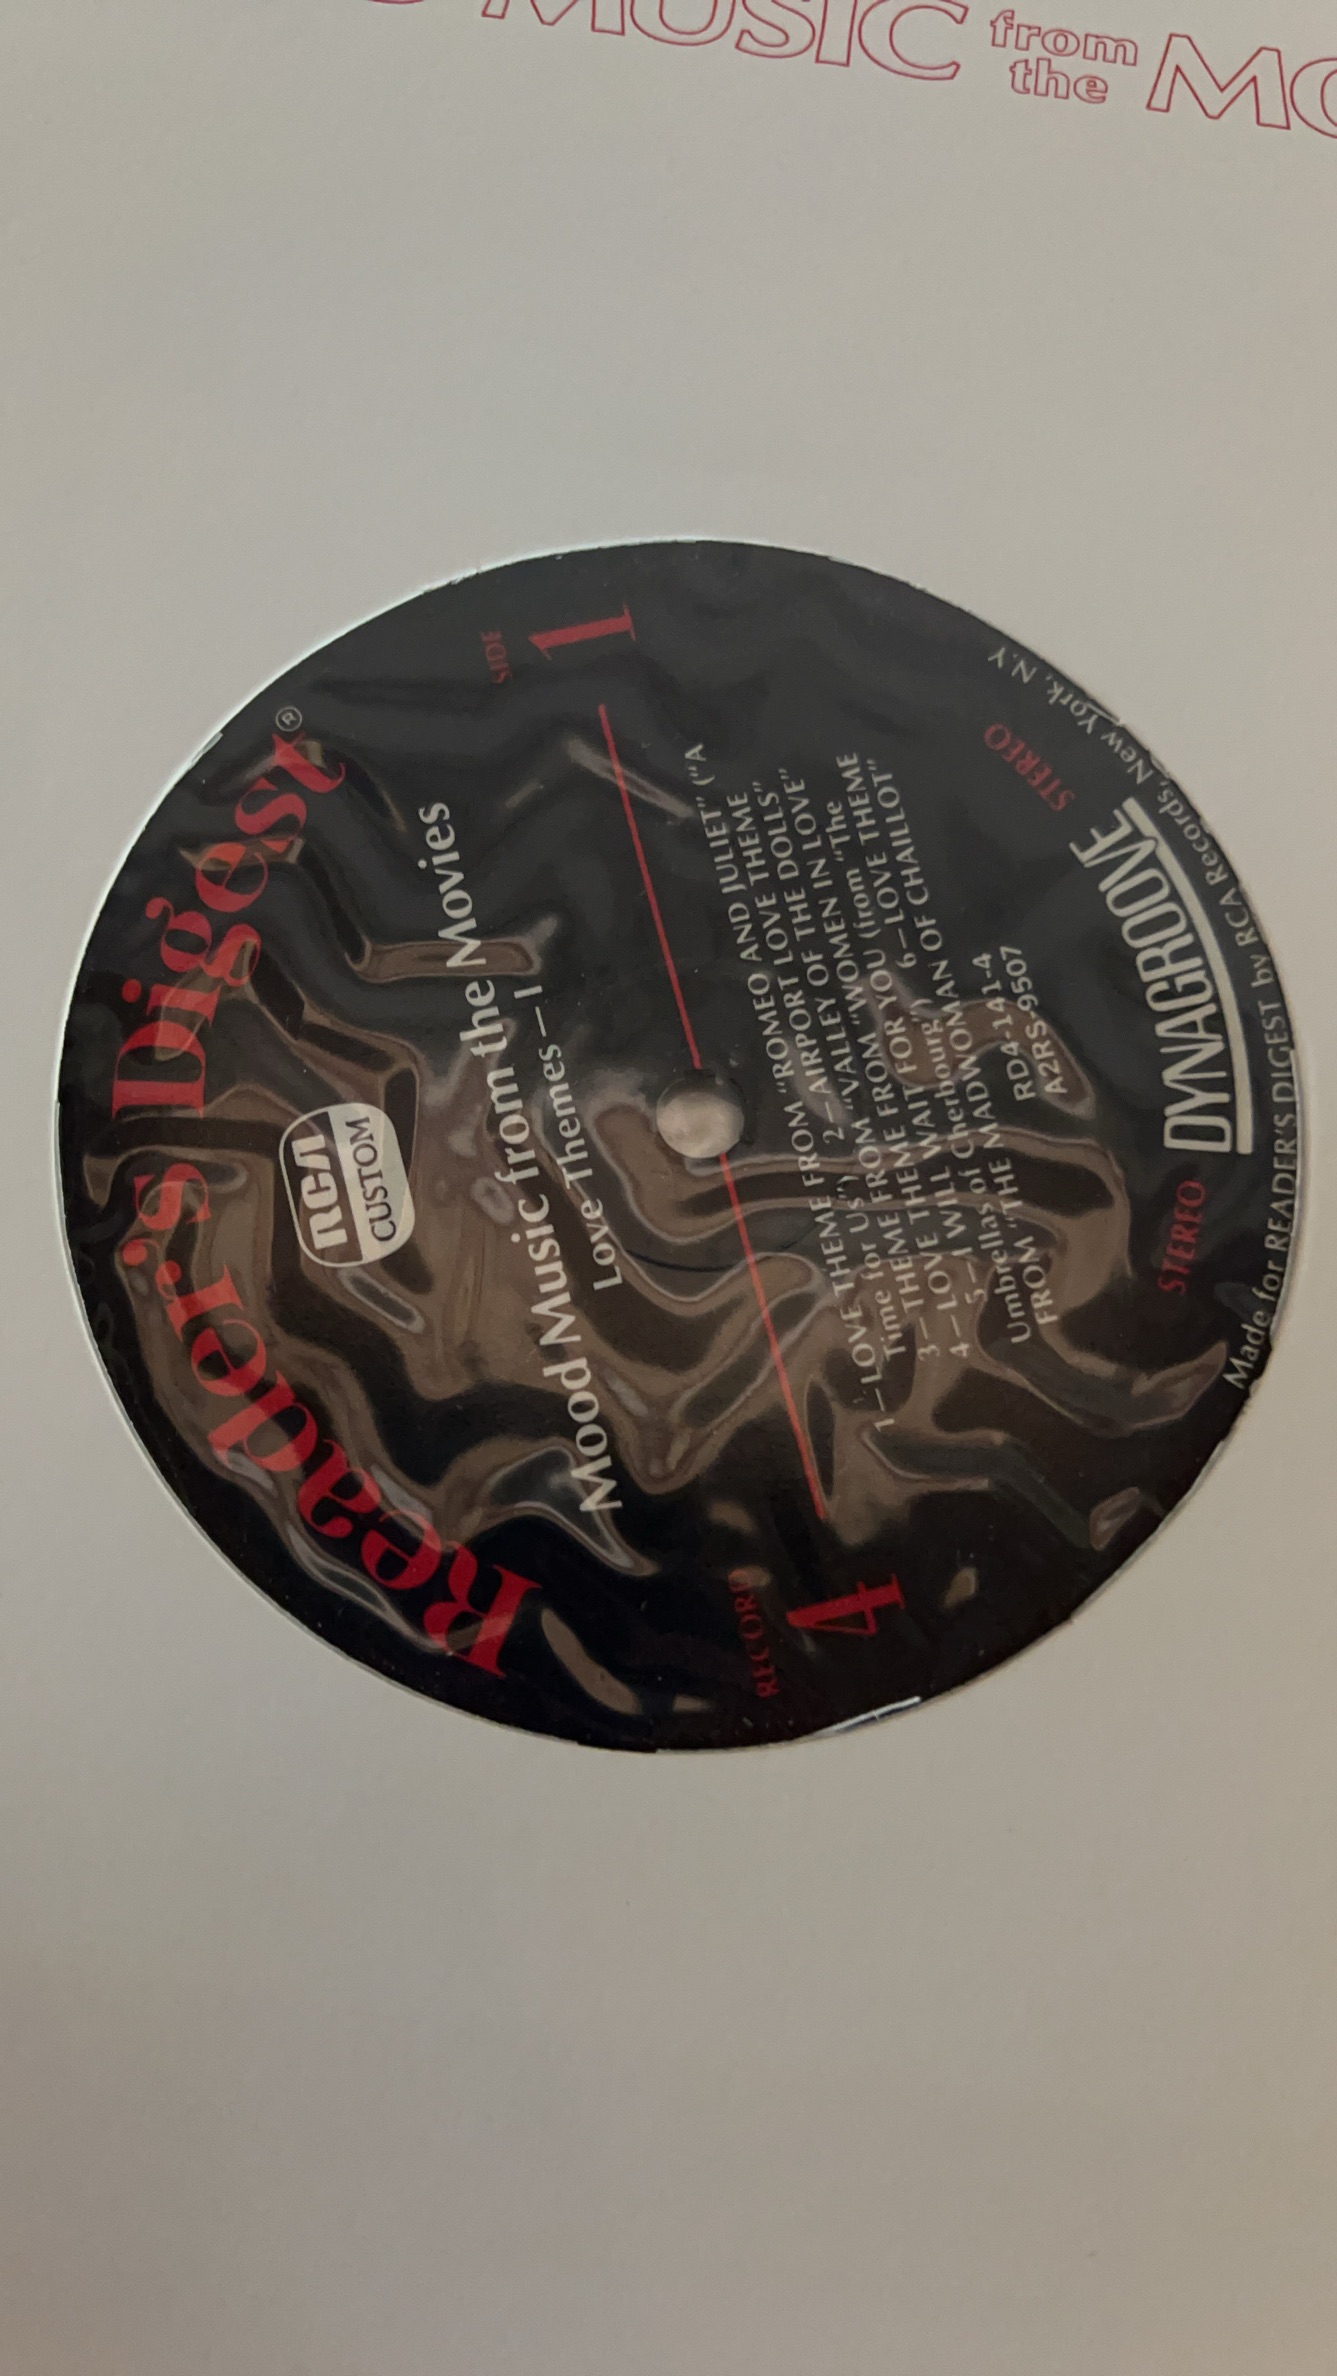 MUSIC from the
Reader's Digest®
RCA
CUSTOM
Mood Music from the Movies
Love Themes—I
RECORD
4
SIDE
1
1—LOVE THEME FROM "ROMEO AND JULIET" ("A
Time for US") 2—AIRPORT LOVE THEME
3—THEME FROM "VALLEY OF THE DOLLS"
4—LOVE THEME FROM "WOMEN IN LOVE"
5—I WILL WAIT FOR YOU (from "The
Umbrellas of Cherbourg") 6—LOVE THEME
FROM "THE MADWOMAN OF CHAILLOT"
RD4-141-4
A2RS-9507
STEREO
DYNAGROOVE
STEREO
Made for READER'S DIGEST by RCA Records, New York, N.Y